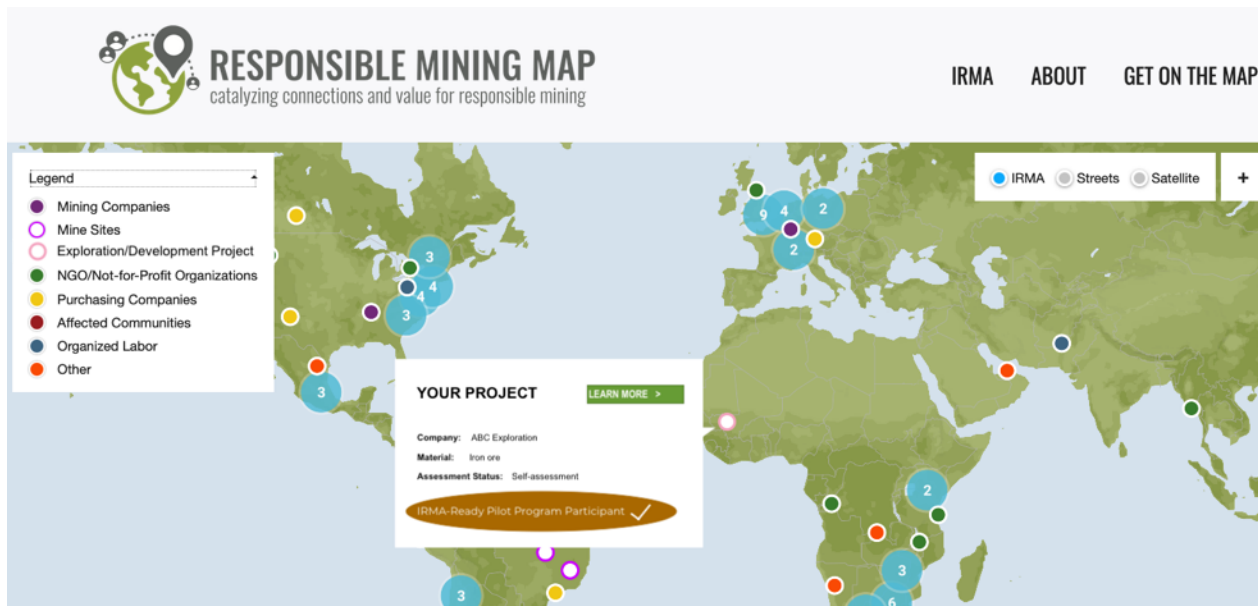 RESPONSIBLE MINING MAP
catalyzing connections and value for responsible mining
IRMA ABOUT GET ON THE MAP
Legend
Mining Companies
Mine Sites
Exploration/Development Project
NGO/Not-for-Profit Organizations
Purchasing Companies
Affected Communities
Organized Labor
Other
IRMA Streets Satellite +
9 4 2
2
3
4
4
3
3
YOUR PROJECT LEARN MORE >
Company: ABC Exploration
Material: Iron ore
Assessment Status: Self-assessment
IRMA-Ready Pilot Program Participant
2
3
3
6